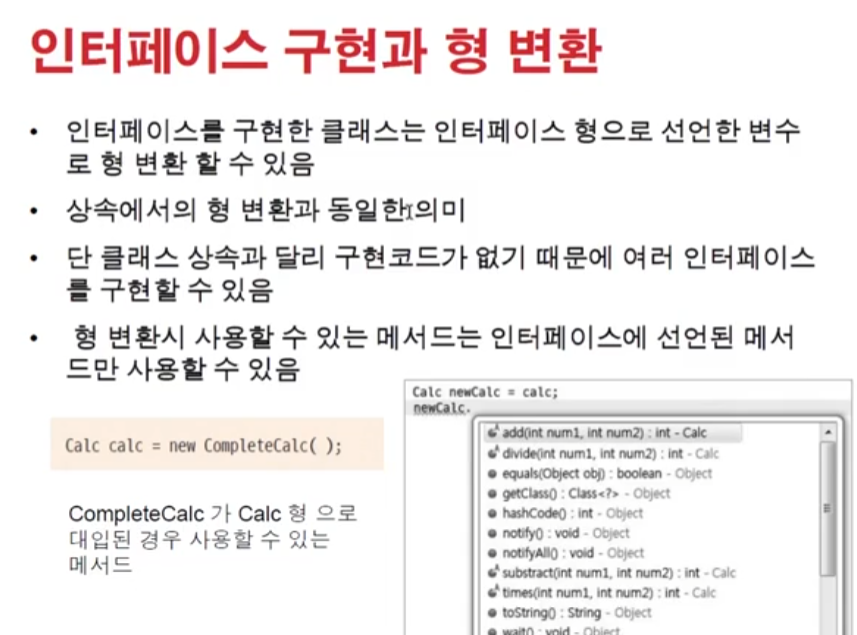 인터페이스 구현과 형 변환
• 인터페이스를 구현한 클래스는 인터페이스 형으로 선언한 변수
로 형 변환 할 수 있음
• 상속에서의 형 변환과 동일한 의미
• 단 클래스 상속과 달리 구현코드가 없기 때문에 여러 인터페이스
를 구현할 수 있음
• 형 변환시 사용할 수 있는 메서드는 인터페이스에 선언된 메서
드만 사용할 수 있음
Calc calc = new CompleteCalc( );
CompleteCalc 가 Calc 형 으로
대입된 경우 사용할 수 있는
메서드
Calc newCalc = calc;
newCalc.
add(int num1, int num2) : int - Calc
divide(int num1, int num2) : int - Calc
equals(Object obj) : boolean - Object
getClass() : Class<?> - Object
hashCode() : int - Object
notify() : void - Object
notifyAll() : void - Object
substract(int num1, int num2) : int - Calc
times(int num1, int num2) : int - Calc
toString() : String - Object
wait() : void - Object